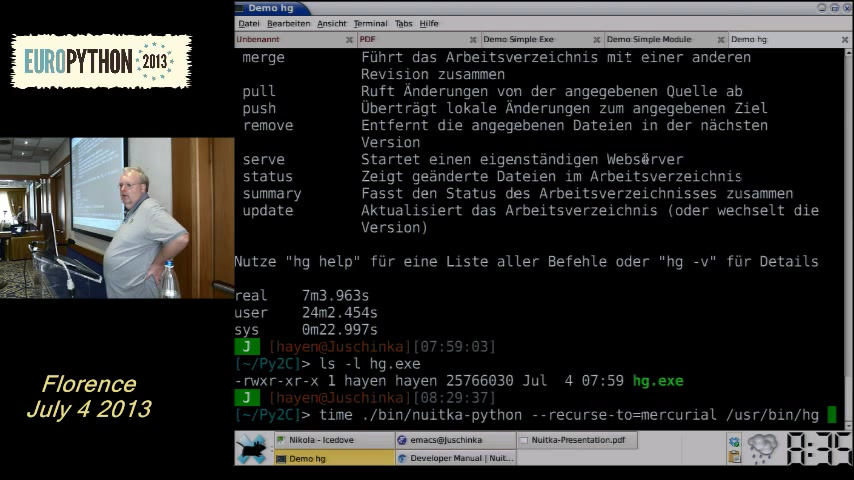 EUROPYTHON 2013
Florence
July 4 2013
Demo hg
Datei Bearbeiten Ansicht Terminal Tabs Hilfe
Unbenannt PDF Demo Simple Exe Demo Simple Module Demo hg
merge Führt das Arbeitsverzeichnis mit einer anderen
Revision zusammen
pull Ruft Änderungen von der angegebenen Quelle ab
push Überträgt lokale Änderungen zum angegebenen Ziel
remove Entfernt die angegebenen Dateien in der nächsten
Version
serve Startet einen eigenständigen Webserver
status Zeigt geänderte Dateien im Arbeitsverzeichnis
summary Fasst den Status des Arbeitsverzeichnisses zusammen
update Aktualisiert das Arbeitsverzeichnis (oder wechselt die
Version)
Nutze "hg help" für eine Liste aller Befehle oder "hg -v" für Details
real 7m3.963s
user 24m2.454s
sys 0m22.997s
J [hayen@Juschinka][07:59:03]
[~/Py2C]> ls -l hg.exe
-rwxr-xr-x 1 hayen hayen 25766030 Jul 4 07:59 hg.exe
J [hayen@Juschinka][08:29:37]
[~/Py2C]> time ./bin/nuitka-python --recurse-to=mercurial /usr/bin/hg
Nikola - Icedove emacs@Juschinka Nuitka-Presentation.pdf
Demo hg Developer Manual | Nuit...
8:35